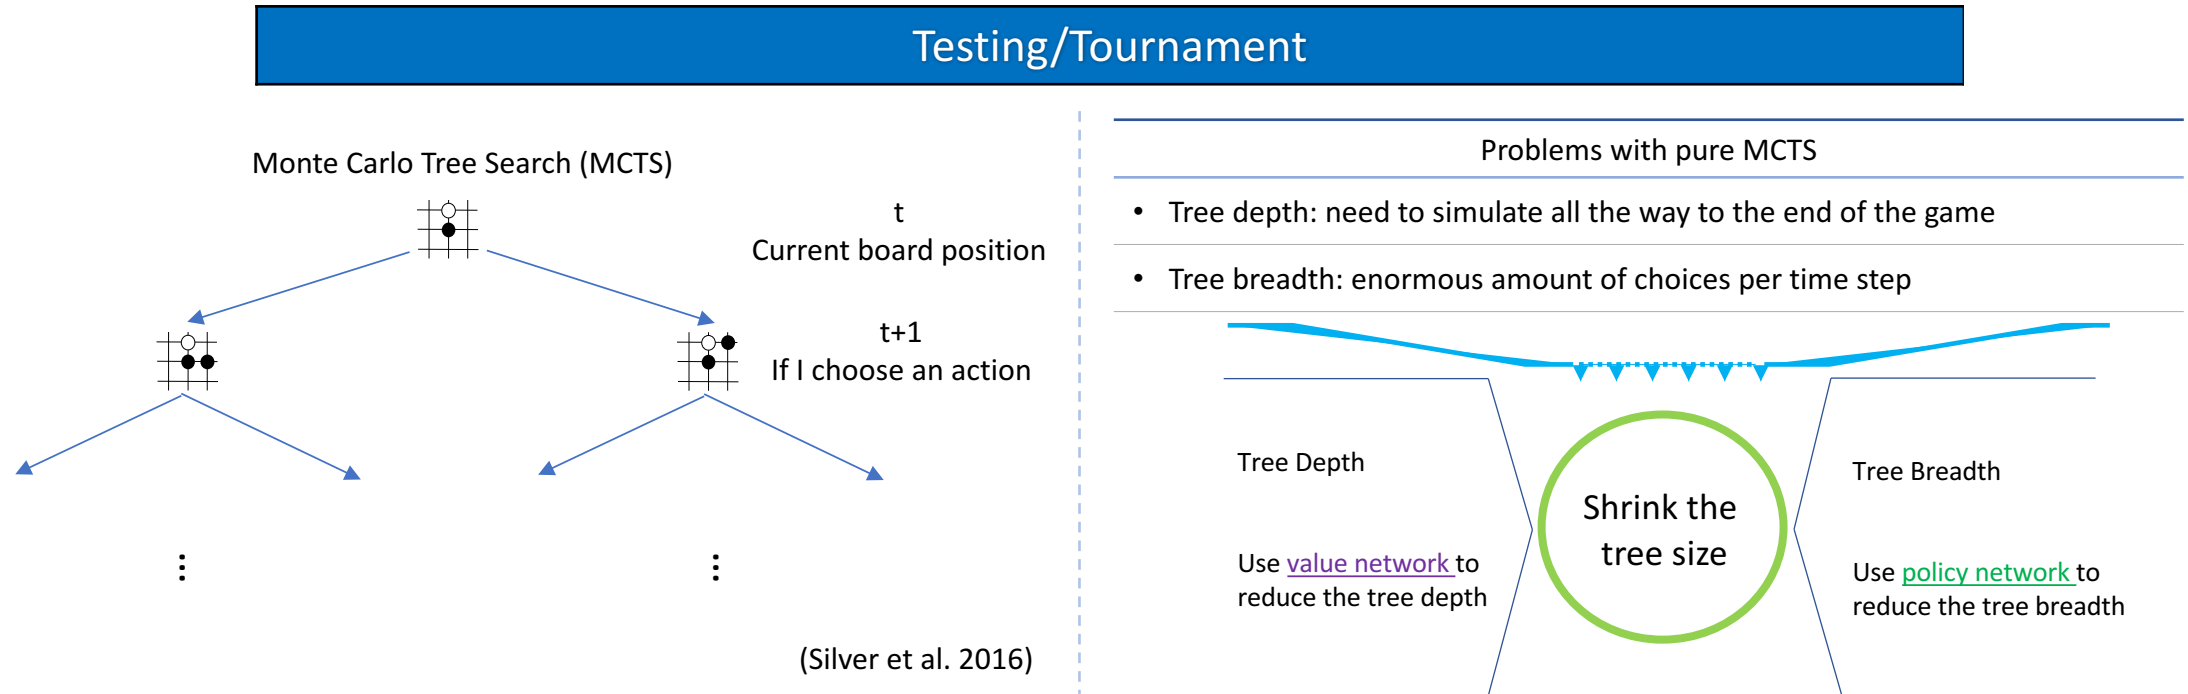 Testing/Tournament
Monte Carlo Tree Search (MCTS)
t
Current board position
t+1
If I choose an action
⋮
⋮
(Silver et al. 2016)
Problems with pure MCTS
• Tree depth: need to simulate all the way to the end of the game
• Tree breadth: enormous amount of choices per time step
Tree Depth
Use value network to
reduce the tree depth
Shrink the
tree size
Tree Breadth
Use policy network to
reduce the tree breadth